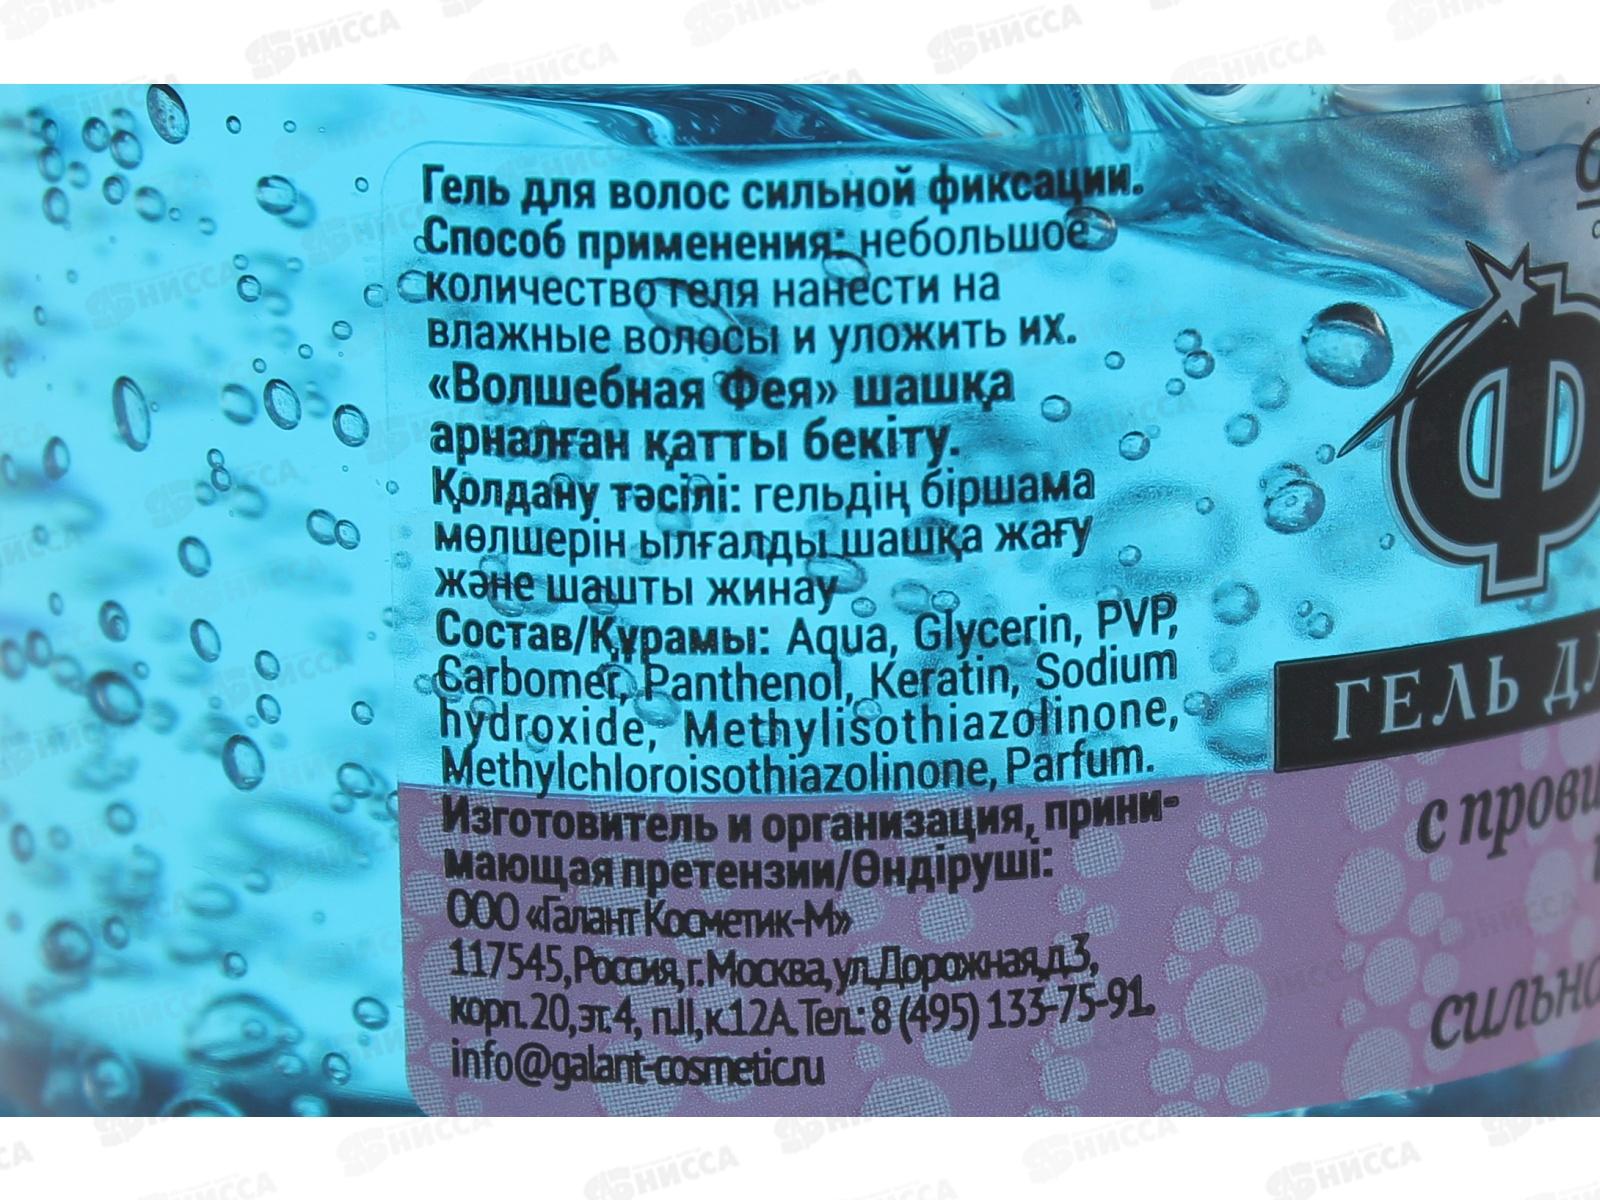 Гель для волос сильной фиксации.
Способ применения: небольшое
количество геля нанести на
влажные волосы и уложить их.
«Волшебная Фея» шашқа
арналған қатты бекіту.
Қолдану тәсілі: гельдің біршама
мөлшерін ылғалды шашқа жағу
және шашты жинау
Состав/Құрамы: Aqua, Glycerin, PVP,
Carbomer, Panthenol, Keratin, Sodium
hydroxide, Methylisothiazolinone,
Methylchloroisothiazolinone, Parfum.
Изготовитель и организация, прини-
мающая претензии/Өндіруші:
ООО «Галант Косметик-М»
117545, Россия, г. Москва, ул. Дорожная, д.3,
корп. 20, эт. 4, п.II, к.12А. Тел.: 8 (495) 133-75-91.
info@galant-cosmetic.ru
Ф
ГЕЛЬ
с
сильно
НИССА